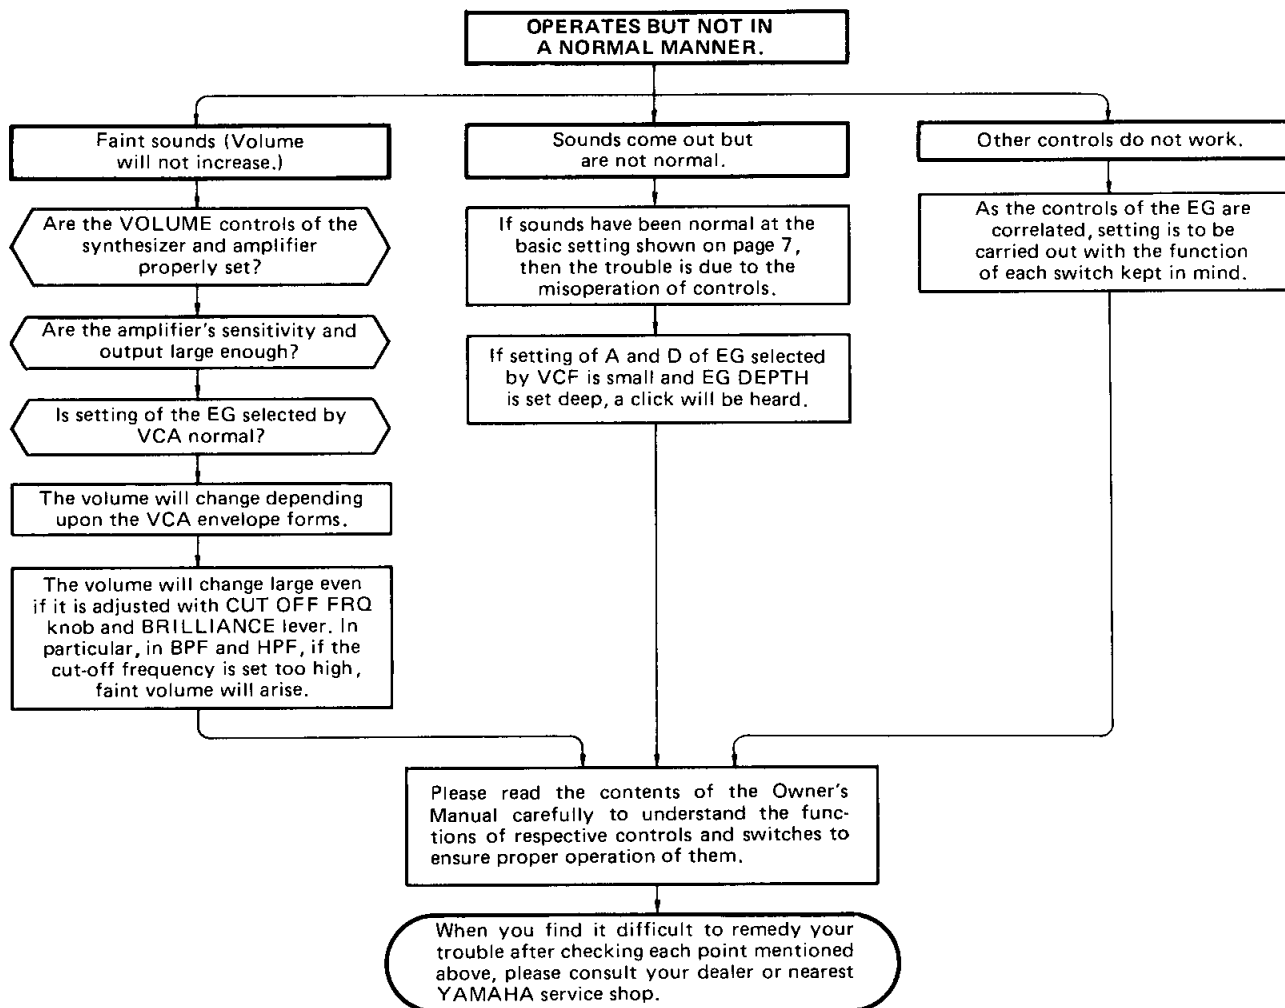 OPERATES BUT NOT IN
A NORMAL MANNER.
Faint sounds (Volume
will not increase.)
Are the VOLUME controls of the
synthesizer and amplifier
properly set?
Are the amplifier's sensitivity and
output large enough?
Is setting of the EG selected by
VCA normal?
The volume will change depending
upon the VCA envelope forms.
The volume will change large even
if it is adjusted with CUT OFF FRQ
knob and BRILLIANCE lever. In
particular, in BPF and HPF, if the
cut-off frequency is set too high,
faint volume will arise.
Sounds come out but
are not normal.
If sounds have been normal at the
basic setting shown on page 7,
then the trouble is due to the
misoperation of controls.
If setting of A and D of EG selected
by VCF is small and EG DEPTH
is set deep, a click will be heard.
Other controls do not work.
As the controls of the EG are
correlated, setting is to be
carried out with the function
of each switch kept in mind.
Please read the contents of the Owner's
Manual carefully to understand the func-
tions of respective controls and switches to
ensure proper operation of them.
When you find it difficult to remedy your
trouble after checking each point mentioned
above, please consult your dealer or nearest
YAMAHA service shop.